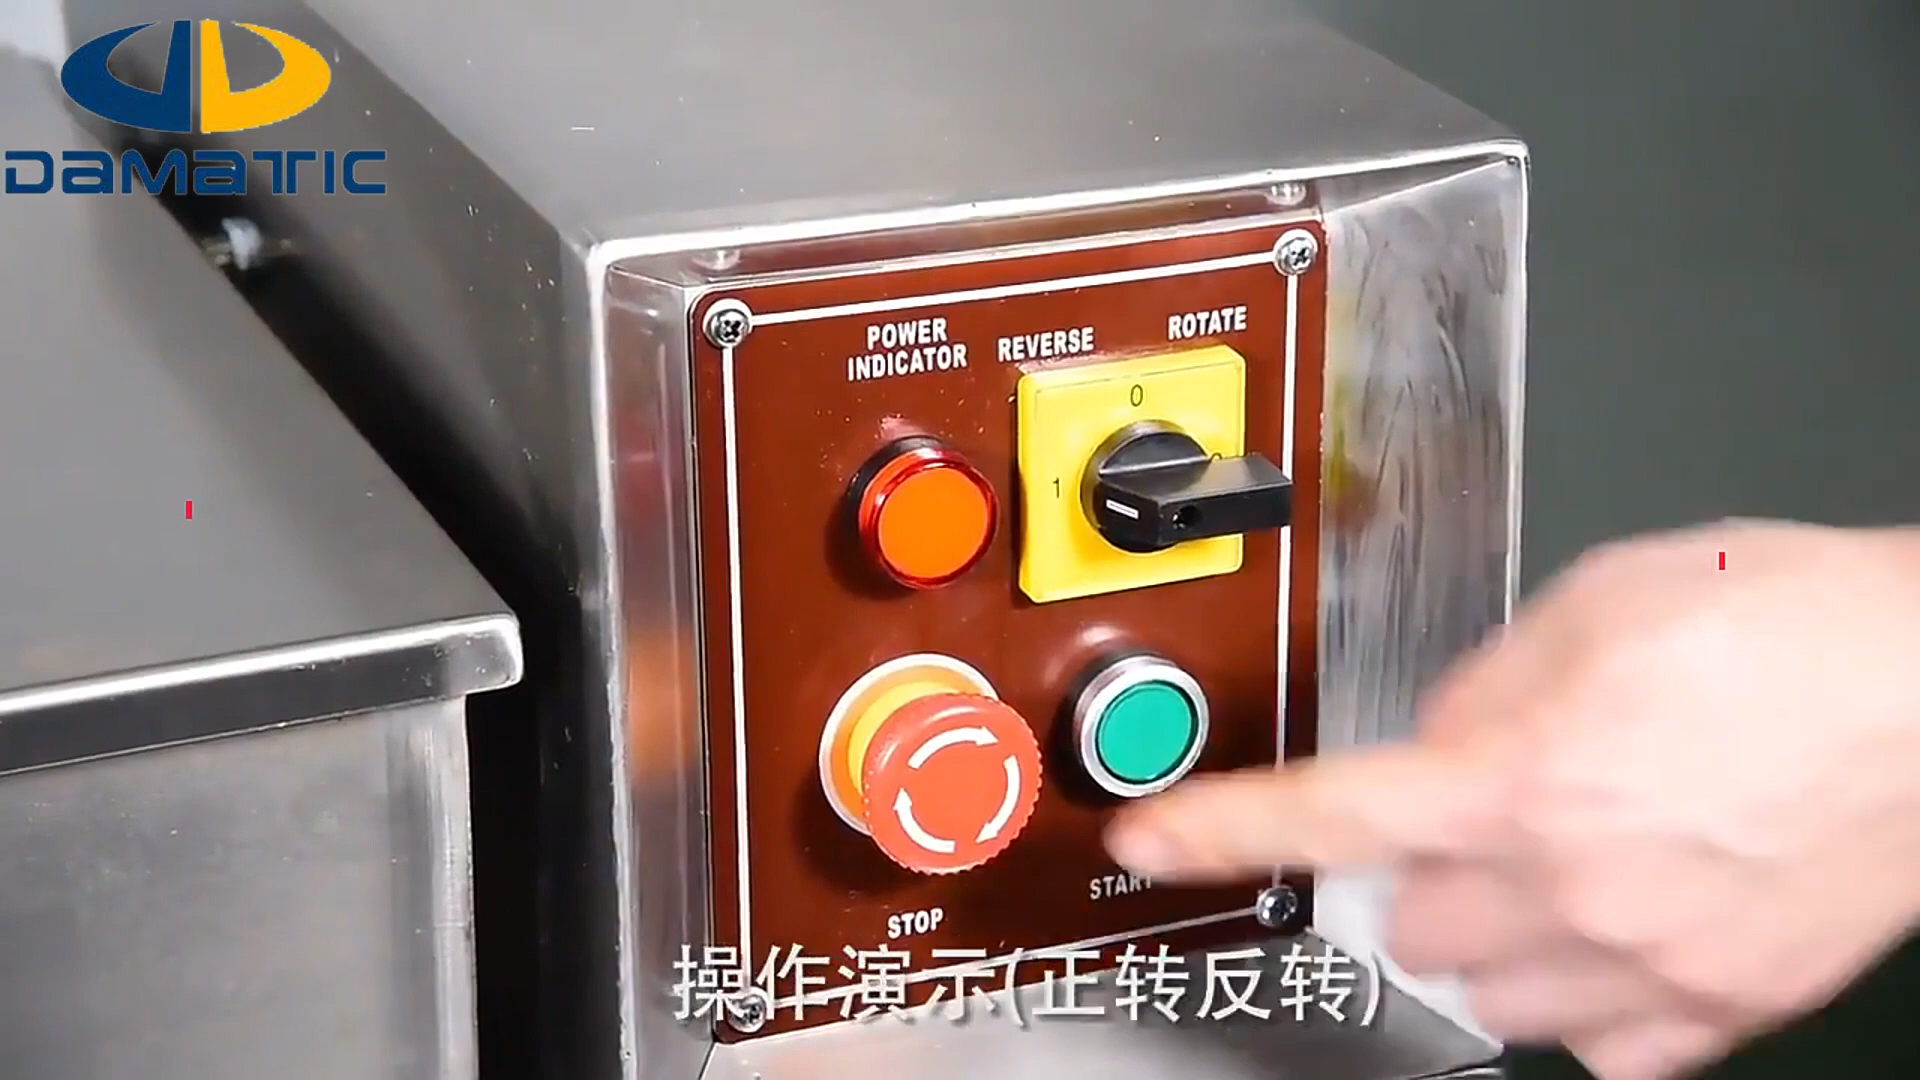 DAMATIC
POWER
INDICATOR
REVERSE
ROTATE
0
1
STOP
START
操作演示(正转反转)